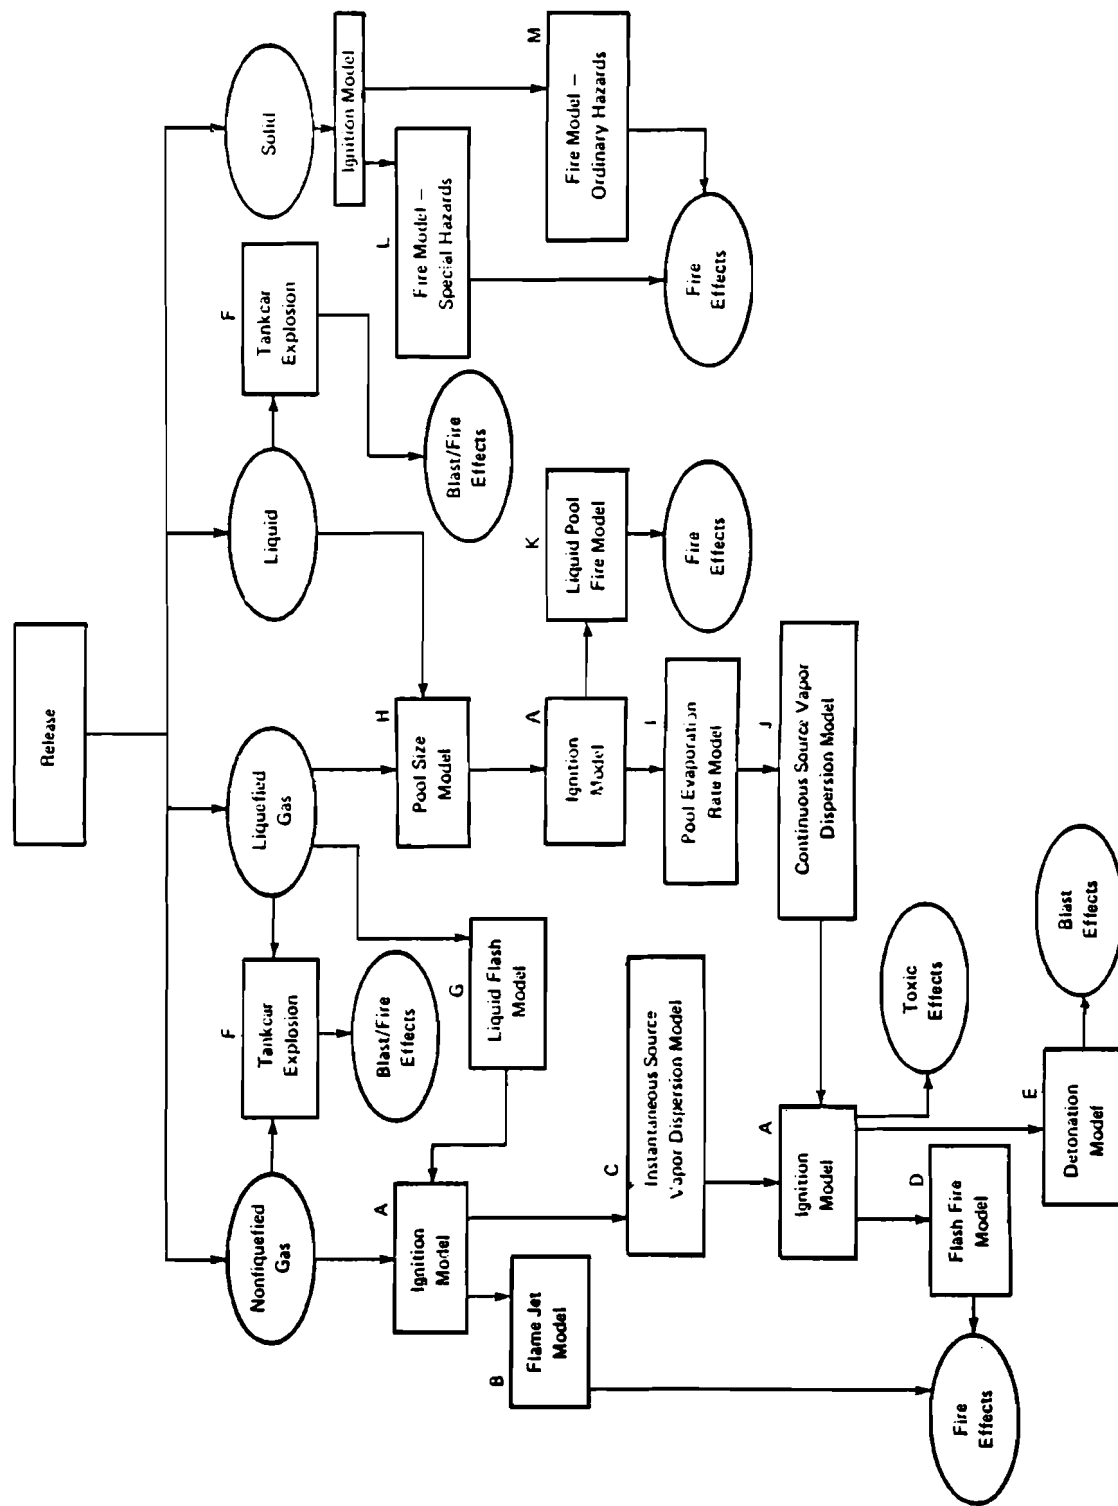 Release
Nonfiquefied
Gas
Liquefied
Gas
Liquid
Solid
F
Tankcar
Explosion
F
Tankcar
Explosion
Ignition Model
Blast/Fire
Effects
A
Ignition
Model
H
Pool Size
Model
Blast/Fire
Effects
L
Fire Model –
Special Hazards
G
Liquid Flash
Model
B
Flame Jet
Model
A
Ignition
Model
K
Liquid Pool
Fire Model
M
Fire Model –
Ordinary Hazards
C
Instantaneous Source
Vapor Dispersion Model
I
Pool Evaporation
Rate Model
Fire
Effects
Fire
Effects
A
Ignition
Model
J
Continuous Source Vapor
Dispersion Model
Toxic
Effects
D
Flash Fire
Model
Fire
Effects
E
Detonation
Model
Blast
Effects